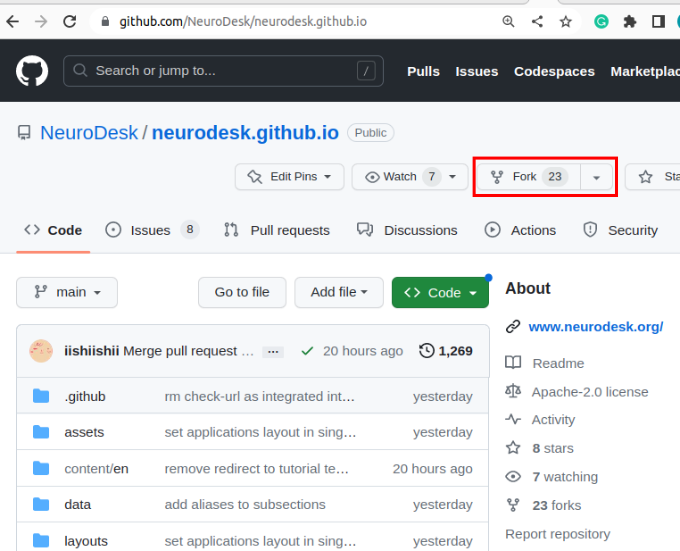 github.com/NeuroDesk/neurodesk.github.io
Search or jump to... /
Pulls Issues Codespaces Marketplac
NeuroDesk / neurodesk.github.io Public
Edit Pins Watch 7 Fork 23 Sta
Code Issues 8 Pull requests Discussions Actions Security
main Go to file Add file Code
About
www.neurodesk.org/
iishiishii Merge pull request … ... 20 hours ago 1,269
Readme
.github rm check-url as integrated int… yesterday
Apache-2.0 license
Activity
assets set applications layout in sing… yesterday
8 stars
content/en remove redirect to tutorial te… 20 hours ago
7 watching
data add aliases to subsections yesterday
23 forks
Report repository
layouts set applications layout in sing… yesterday